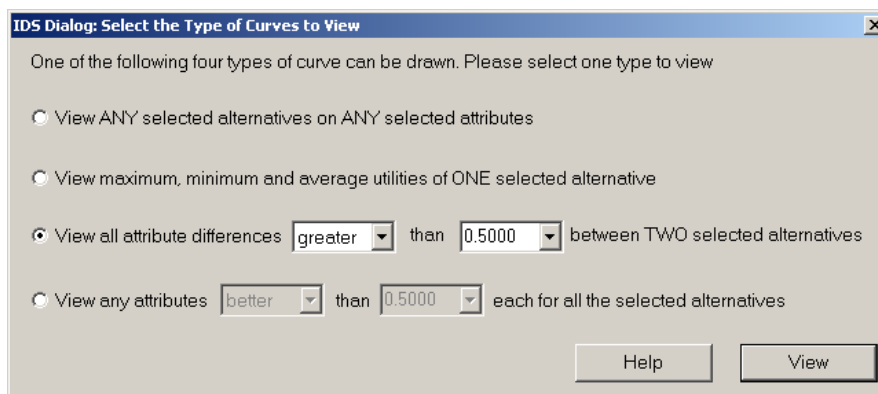 IDS Dialog: Select the Type of Curves to View
One of the following four types of curve can be drawn. Please select one type to view
View ANY selected alternatives on ANY selected attributes
View maximum, minimum and average utilities of ONE selected alternative
View all attribute differences greater than 0.5000 between TWO selected alternatives
View any attributes better than 0.5000 each for all the selected alternatives
Help View